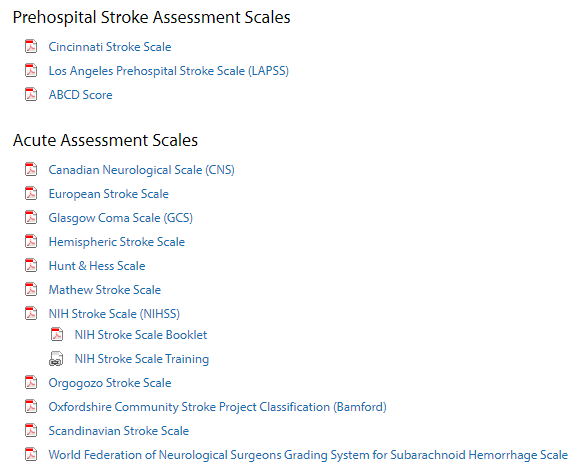 Prehospital Stroke Assessment Scales
Cincinnati Stroke Scale
Los Angeles Prehospital Stroke Scale (LAPSS)
ABCD Score
Acute Assessment Scales
Canadian Neurological Scale (CNS)
European Stroke Scale
Glasgow Coma Scale (GCS)
Hemispheric Stroke Scale
Hunt & Hess Scale
Mathew Stroke Scale
NIH Stroke Scale (NIHSS)
NIH Stroke Scale Booklet
NIH Stroke Scale Training
Orgogozo Stroke Scale
Oxfordshire Community Stroke Project Classification (Bamford)
Scandinavian Stroke Scale
World Federation of Neurological Surgeons Grading System for Subarachnoid Hemorrhage Scale